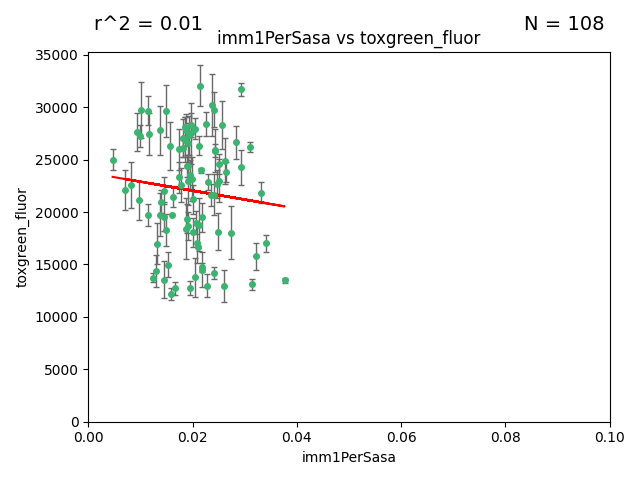 r^2 = 0.01
N = 108
imm1PerSasa vs toxgreen_fluor
toxgreen_fluor
35000
30000
25000
20000
15000
10000
5000
0
0.00
0.02
0.04
0.06
0.08
0.10
imm1PerSasa